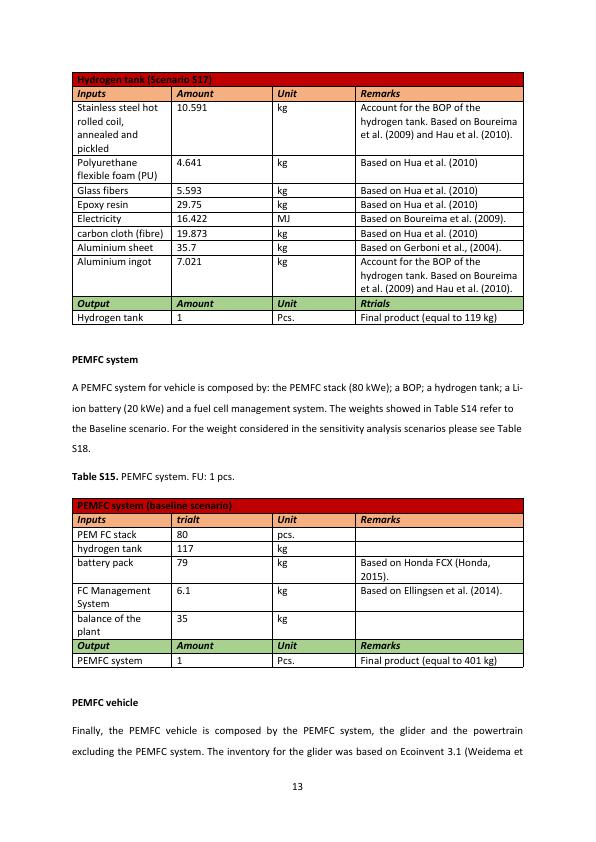 Hydrogen tank (Scenario S17)
Inputs Amount Unit Remarks
Stainless steel hot rolled coil, annealed and pickled 10.591 kg Account for the BOP of the hydrogen tank. Based on Boureima et al. (2009) and Hau et al. (2010).
Polyurethane flexible foam (PU) 4.641 kg Based on Hua et al. (2010)
Glass fibers 5.593 kg Based on Hua et al. (2010)
Epoxy resin 29.75 kg Based on Hua et al. (2010)
Electricity 16.422 MJ Based on Boureima et al. (2009).
carbon cloth (fibre) 19.873 kg Based on Hua et al. (2010)
Aluminium sheet 35.7 kg Based on Gerboni et al., (2004).
Aluminium ingot 7.021 kg Account for the BOP of the hydrogen tank. Based on Boureima et al. (2009) and Hau et al. (2010).
Output Amount Unit Rtrials
Hydrogen tank 1 Pcs. Final product (equal to 119 kg)
PEMFC system
A PEMFC system for vehicle is composed by: the PEMFC stack (80 kWe); a BOP; a hydrogen tank; a Li-
ion battery (20 kWe) and a fuel cell management system. The weights showed in Table S14 refer to
the Baseline scenario. For the weight considered in the sensitivity analysis scenarios please see Table
S18.
Table S15. PEMFC system. FU: 1 pcs.
PEMFC system (baseline scenario)
Inputs trialt Unit Remarks
PEM FC stack 80 pcs.
hydrogen tank 117 kg
battery pack 79 kg Based on Honda FCX (Honda, 2015).
FC Management System 6.1 kg Based on Ellingsen et al. (2014).
balance of the plant 35 kg
Output Amount Unit Remarks
PEMFC system 1 Pcs. Final product (equal to 401 kg)
PEMFC vehicle
Finally, the PEMFC vehicle is composed by the PEMFC system, the glider and the powertrain
excluding the PEMFC system. The inventory for the glider was based on Ecoinvent 3.1 (Weidema et
13